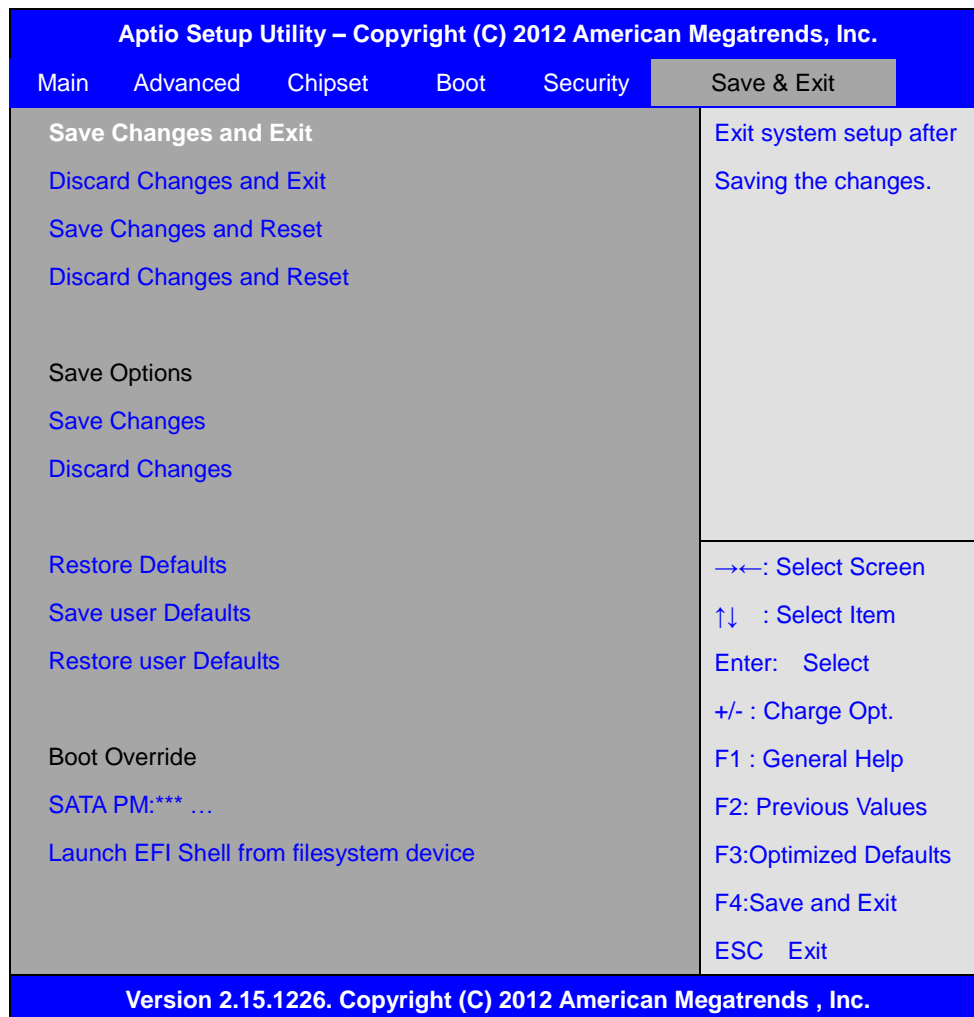 Aptio Setup Utility – Copyright (C) 2012 American Megatrends, Inc.
Main Advanced Chipset Boot Security Save & Exit
Save Changes and Exit
Discard Changes and Exit
Save Changes and Reset
Discard Changes and Reset
Save Options
Save Changes
Discard Changes
Restore Defaults
Save user Defaults
Restore user Defaults
Boot Override
SATA PM:*** …
Launch EFI Shell from filesystem device
Exit system setup after
Saving the changes.
→←: Select Screen
↑↓ : Select Item
Enter: Select
+/- : Charge Opt.
F1 : General Help
F2: Previous Values
F3:Optimized Defaults
F4:Save and Exit
ESC Exit
Version 2.15.1226. Copyright (C) 2012 American Megatrends , Inc.